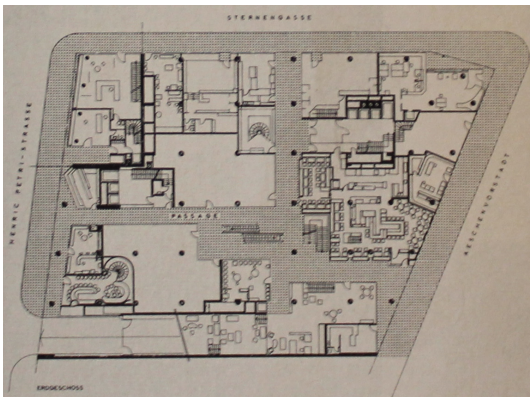 STERNENGASSE
HENRIC PETRI-STRASSE
AESCHENVORSTADT
PASSAGE
ERDGESCHOSS